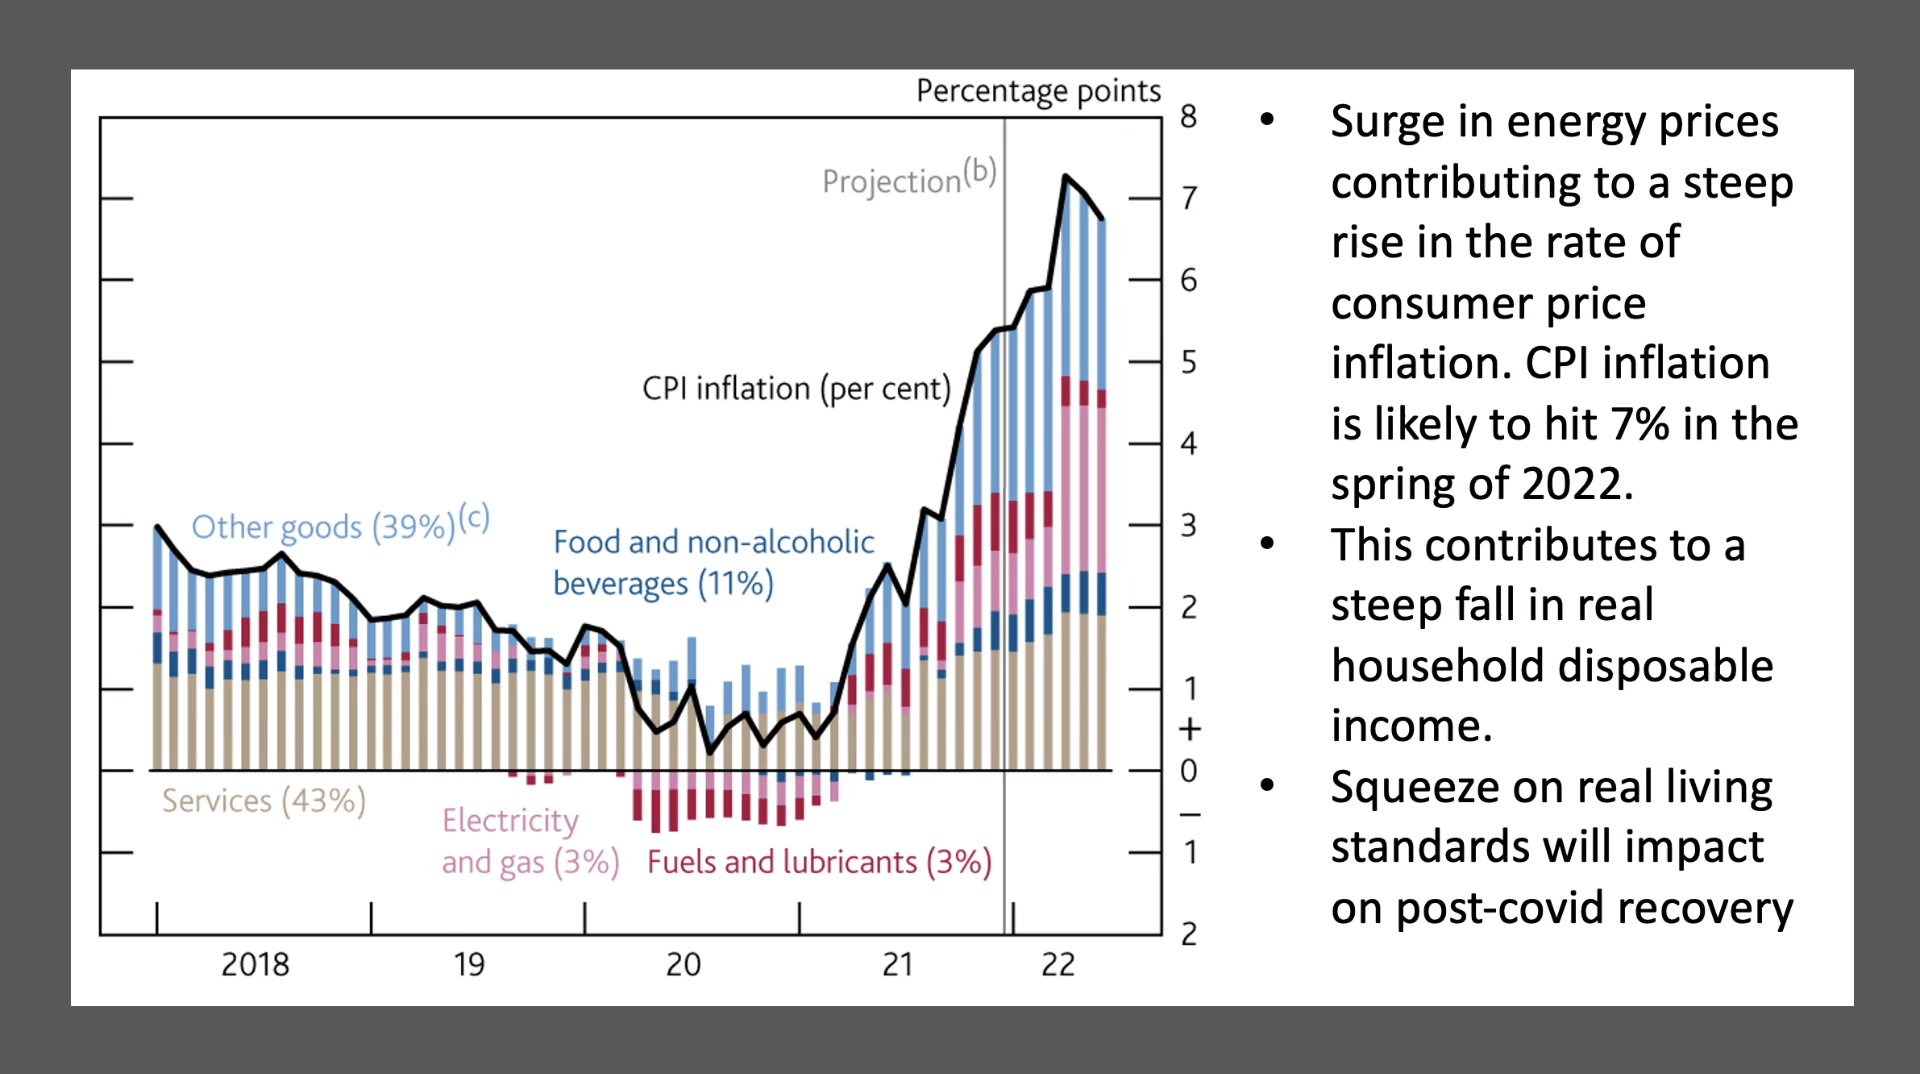 Percentage points
8
Projection(b)
7
6
5
CPI inflation (per cent)
4
Other goods (39%)(c)
3
Food and non-alcoholic
beverages (11%)
2
1
+
0
Services (43%)
–
Electricity
and gas (3%)
Fuels and lubricants (3%)
1
2
2018 19 20 21 22
• Surge in energy prices
contributing to a steep
rise in the rate of
consumer price
inflation. CPI inflation
is likely to hit 7% in the
spring of 2022.
• This contributes to a
steep fall in real
household disposable
income.
• Squeeze on real living
standards will impact
on post-covid recovery